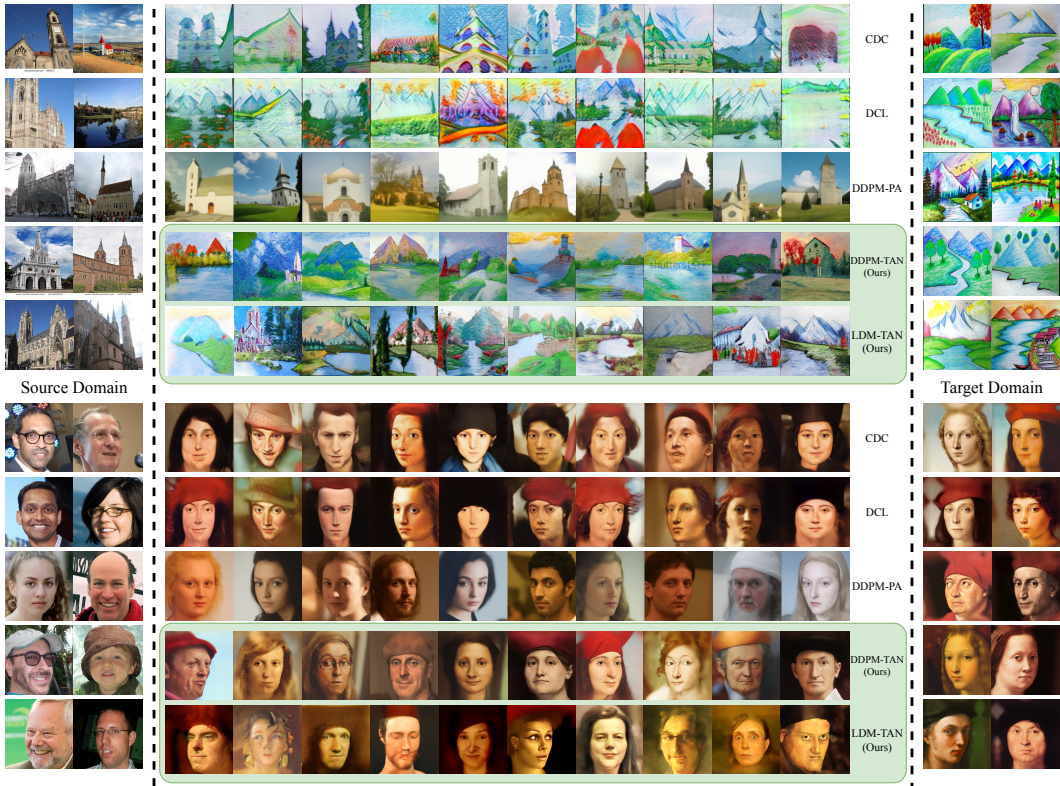 CDC
DCL
DDPM-PA
DDPM-TAN
(Ours)
LDM-TAN
(Ours)
Source Domain
Target Domain
CDC
DCL
DDPM-PA
DDPM-TAN
(Ours)
LDM-TAN
(Ours)